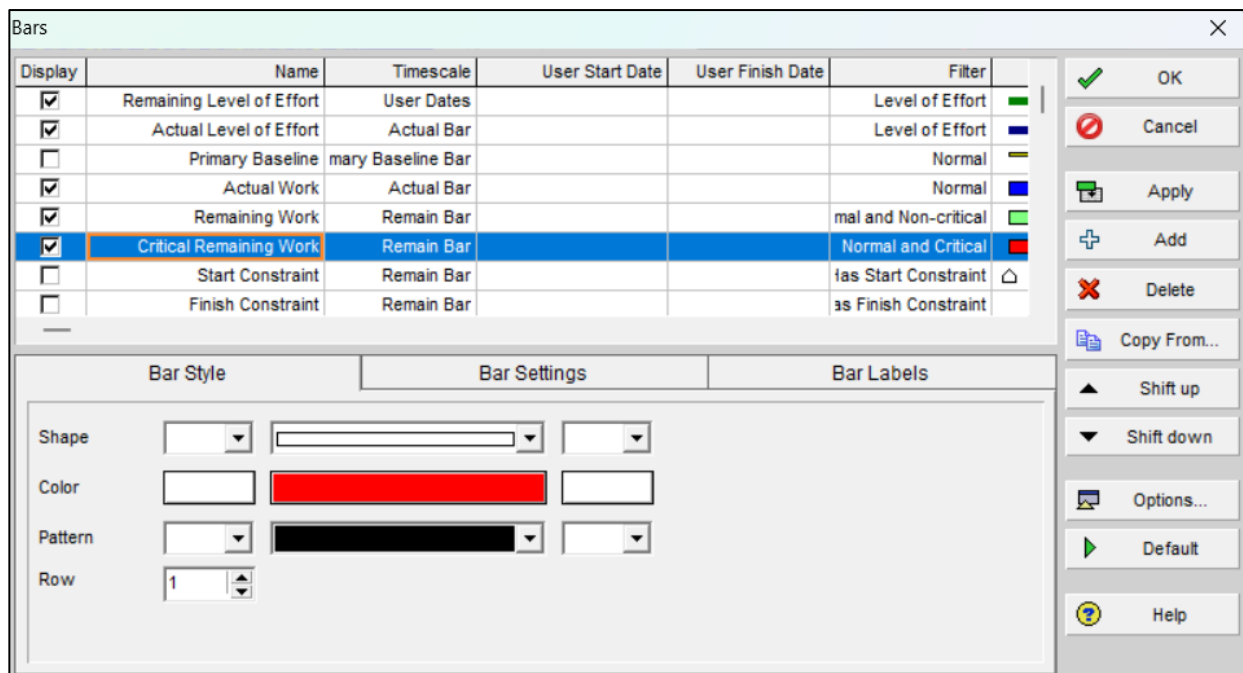 Bars
Display Name Timescale User Start Date User Finish Date Filter
Remaining Level of Effort User Dates Level of Effort
Actual Level of Effort Actual Bar Level of Effort
Primary Baseline mary Baseline Bar Normal
Actual Work Actual Bar Normal
Remaining Work Remain Bar mal and Non-critical
Critical Remaining Work Remain Bar Normal and Critical
Start Constraint Remain Bar Has Start Constraint
Finish Constraint Remain Bar as Finish Constraint
OK
Cancel
Apply
Add
Delete
Copy From...
Shift up
Shift down
Options...
Default
Help
Bar Style Bar Settings Bar Labels
Shape
Color
Pattern
Row 1